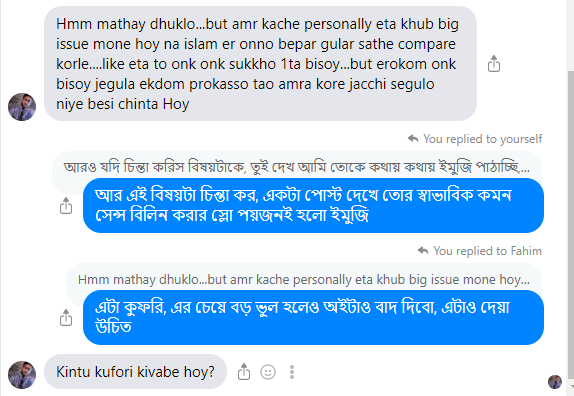 Hmm mathay dhuklo...but amr kache personally eta khub big
issue mone hoy na islam er onno bepar gular sathe compare
korle....like eta to onk onk sukkho 1ta bisoy...but erokom onk
bisoy jegula ekdom prokasso tao amra kore jacchi segulo
niye besi chinta Hoy
You replied to yourself
আরও যদি চিন্তা করিস বিষয়টাকে, তুই দেখ আমি তোকে কথায় কথায় ইমুজি পাঠাচ্ছি,...
আর এই বিষয়টা চিন্তা কর, একটা পোস্ট দেখে তোর স্বাভাবিক কমন
সেন্স বিলিন করার স্লো পয়জনই হলো ইমুজি
You replied to Fahim
Hmm mathay dhuklo...but amr kache personally eta khub big issue mone hoy...
এটা কুফরি, এর চেয়ে বড় ভুল হলেও অইটাও বাদ দিবো, এটাও দেয়া
উচিত
Kintu kufori kivabe hoy?